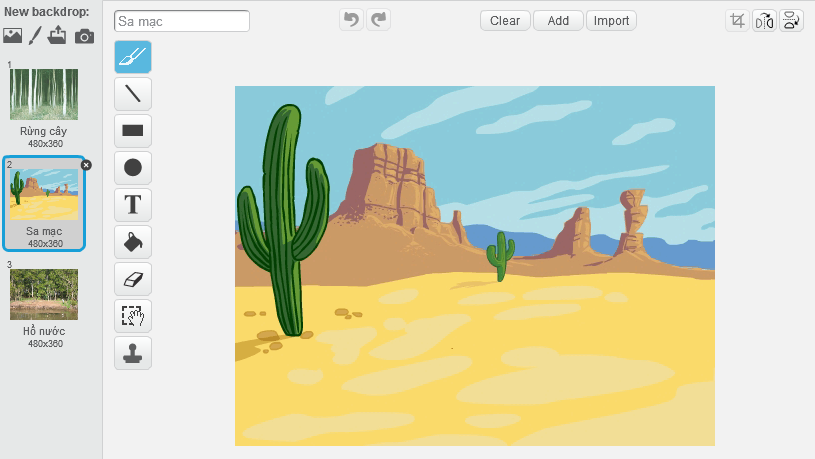 New backdrop:
1
Rừng cây
480x360
2
Sa mạc
480x360
3
Hồ nước
480x360
Sa mạc
Clear
Add
Import
T